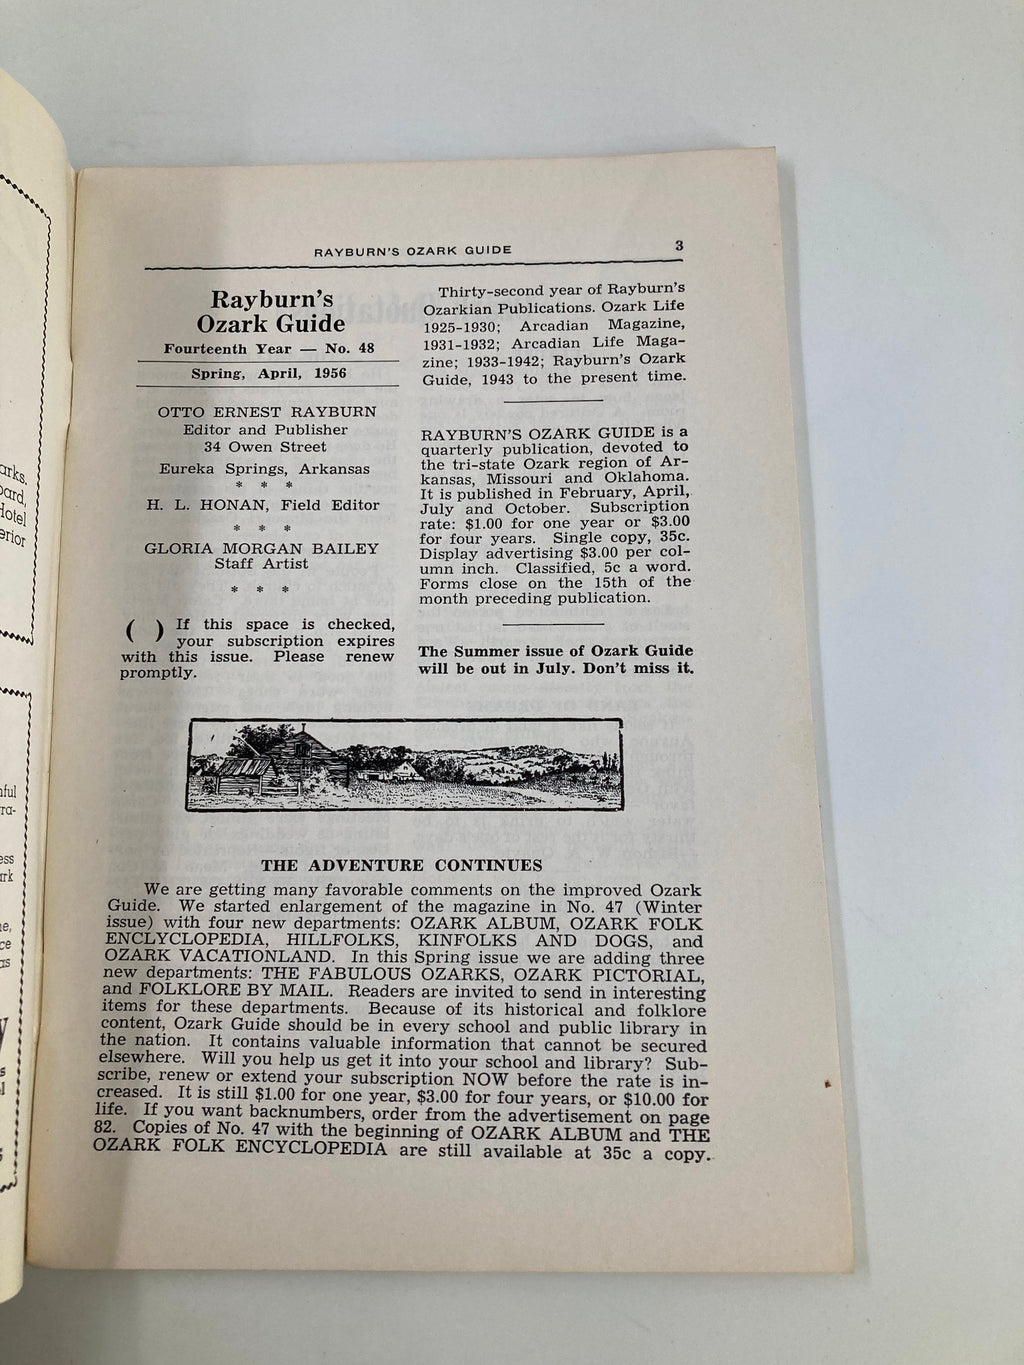 RAYBURN'S OZARK GUIDE 3
Rayburn's
Ozark Guide
Fourteenth Year — No. 48
Spring, April, 1956
OTTO ERNEST RAYBURN
Editor and Publisher
34 Owen Street
Eureka Springs, Arkansas
* * *
H. L. HONAN, Field Editor
* * *
GLORIA MORGAN BAILEY
Staff Artist
* * *
( ) If this space is checked,
your subscription expires
with this issue. Please renew
promptly.
Thirty-second year of Rayburn's
Ozarkian Publications. Ozark Life
1925-1930; Arcadian Magazine,
1931-1932; Arcadian Life Maga-
zine; 1933-1942; Rayburn's Ozark
Guide, 1943 to the present time.
RAYBURN'S OZARK GUIDE is a
quarterly publication, devoted to
the tri-state Ozark region of Ar-
kansas, Missouri and Oklahoma.
It is published in February, April,
July and October. Subscription
rate: $1.00 for one year or $3.00
for four years. Single copy, 35c.
Display advertising $3.00 per col-
umn inch. Classified, 5c a word.
Forms close on the 15th of the
month preceding publication.
The Summer issue of Ozark Guide
will be out in July. Don't miss it.
THE ADVENTURE CONTINUES
We are getting many favorable comments on the improved Ozark
Guide. We started enlargement of the magazine in No. 47 (Winter
issue) with four new departments: OZARK ALBUM, OZARK FOLK
ENCLYCLOPEDIA, HILLFOLKS, KINFOLKS AND DOGS, and
OZARK VACATIONLAND. In this Spring issue we are adding three
new departments: THE FABULOUS OZARKS, OZARK PICTORIAL,
and FOLKLORE BY MAIL. Readers are invited to send in interesting
items for these departments. Because of its historical and folklore
content, Ozark Guide should be in every school and public library in
the nation. It contains valuable information that cannot be secured
elsewhere. Will you help us get it into your school and library? Sub-
scribe, renew or extend your subscription NOW before the rate is in-
creased. It is still $1.00 for one year, $3.00 for four years, or $10.00 for
life. If you want backnumbers, order from the advertisement on page
82. Copies of No. 47 with the beginning of OZARK ALBUM and THE
OZARK FOLK ENCYCLOPEDIA are still available at 35c a copy.